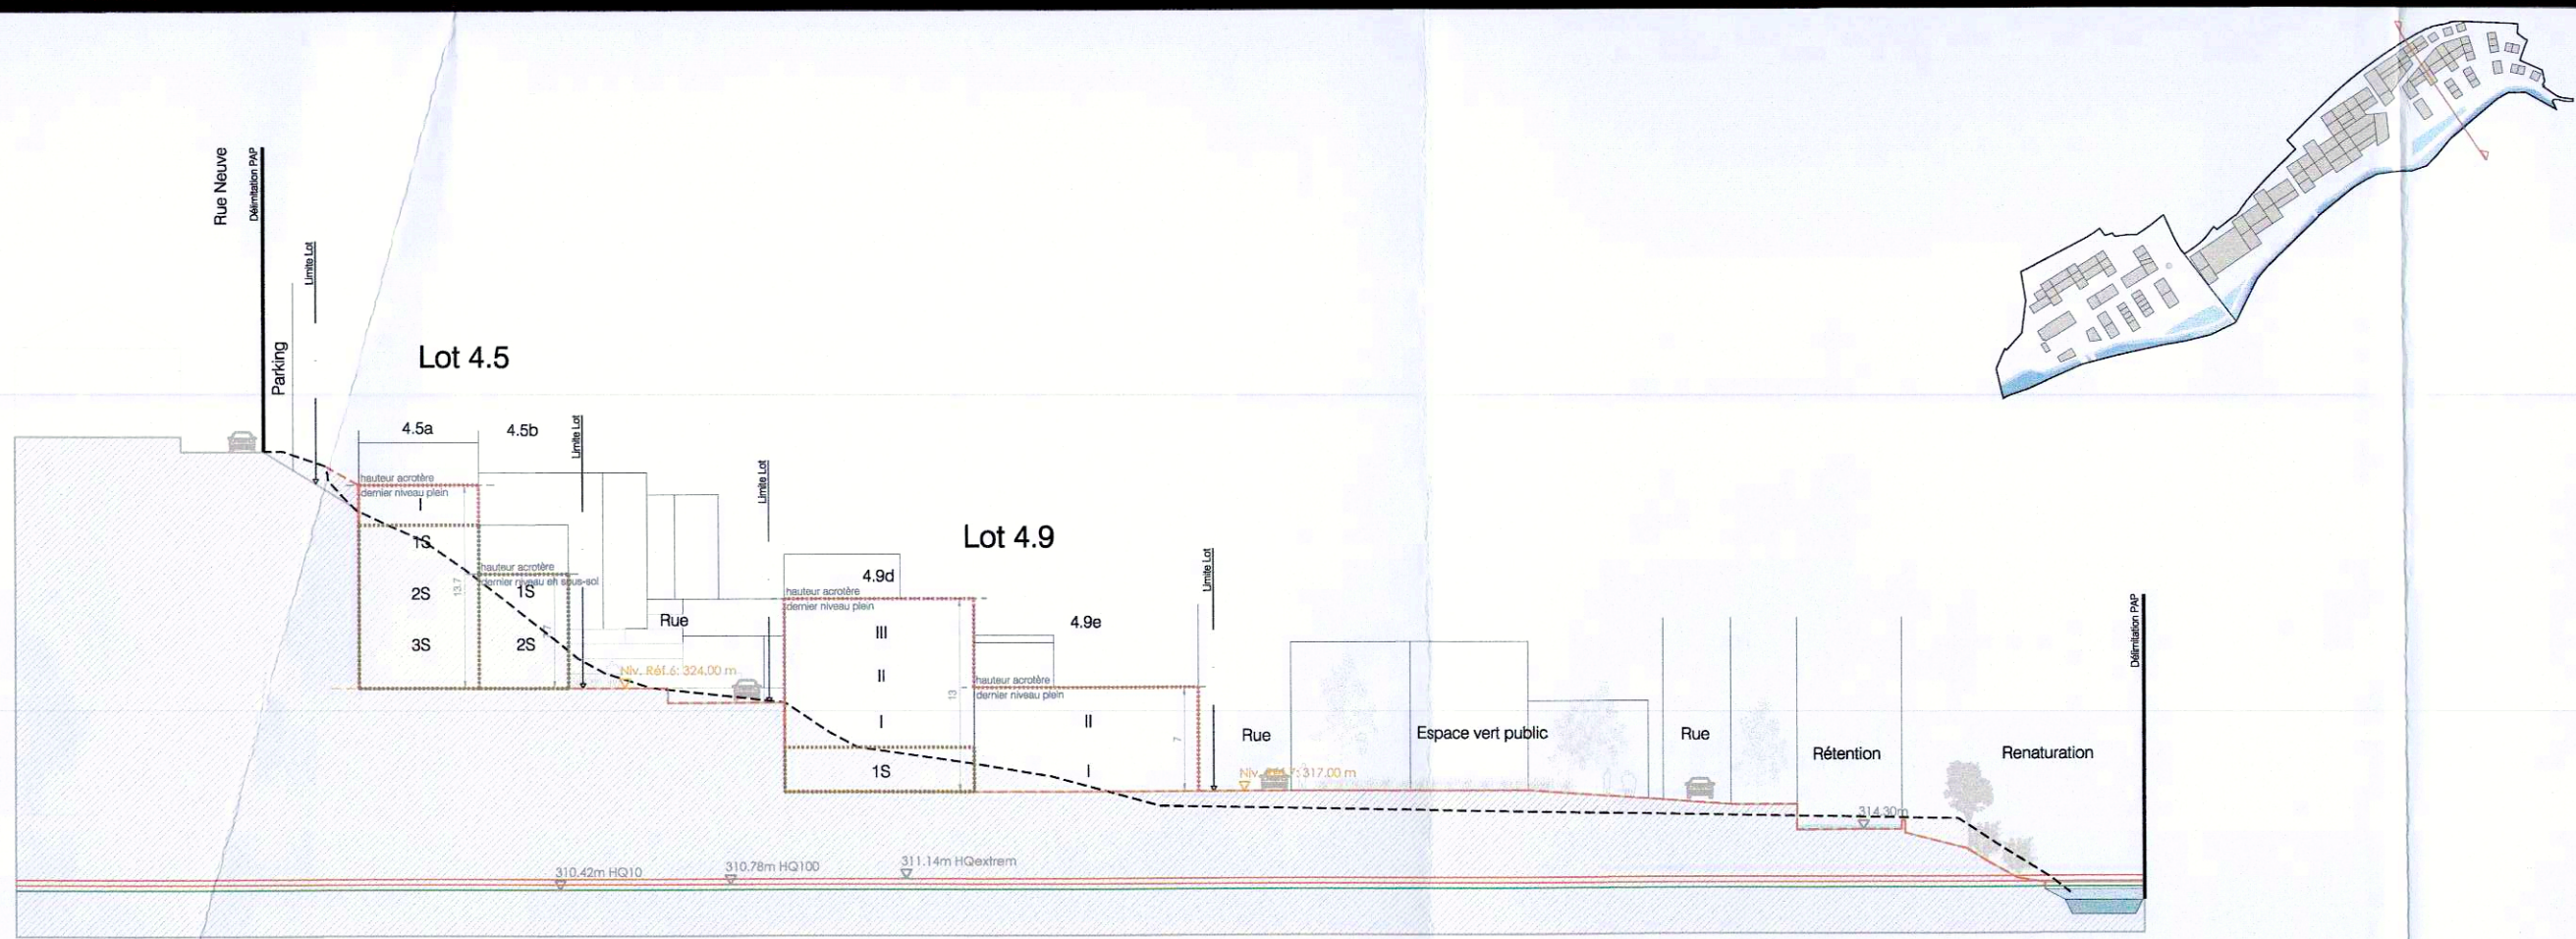 Rue Neuve
Délimitation PAP
Limite Lot
Parking
Lot 4.5
4.5a
4.5b
Limite Lot
hauteur acrotère
dernier niveau plein
I
1S
2S
3S
13.7
hauteur acrotère
dernier niveau en sous-sol
1S
2S
Rue
Niv. Réf.6: 324.00 m
Limite Lot
Lot 4.9
4.9d
hauteur acrotère
dernier niveau plein
III
II
I
1S
13
4.9e
hauteur acrotère
dernier niveau plein
II
I
7
Limite Lot
Rue
Niv. Réf.7: 317.00 m
Espace vert public
Rue
Rétention
314.30m
Renaturation
Délimitation PAP
310.42m HQ10
310.78m HQ100
311.14m HQextrem